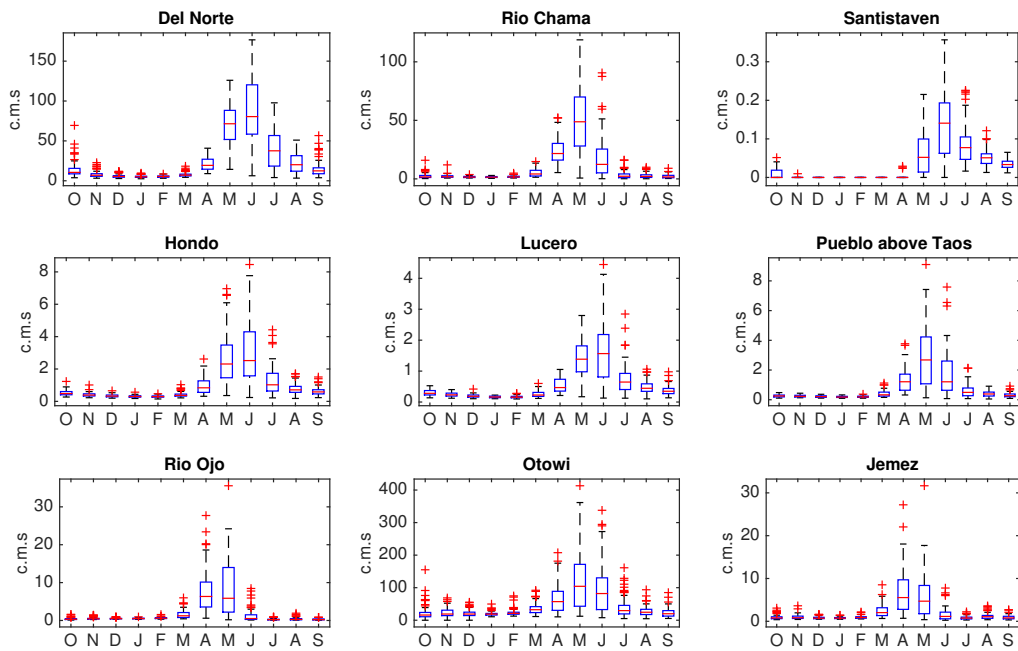 Del Norte
c.m.s
150
100
50
0
O N D J F M A M J J A S
Rio Chama
c.m.s
100
50
0
O N D J F M A M J J A S
Santistaven
c.m.s
0.3
0.2
0.1
0
O N D J F M A M J J A S
Hondo
c.m.s
8
6
4
2
0
O N D J F M A M J J A S
Lucero
c.m.s
4
3
2
1
0
O N D J F M A M J J A S
Pueblo above Taos
c.m.s
8
6
4
2
0
O N D J F M A M J J A S
Rio Ojo
c.m.s
30
20
10
0
O N D J F M A M J J A S
Otowi
c.m.s
400
300
200
100
0
O N D J F M A M J J A S
Jemez
c.m.s
30
20
10
0
O N D J F M A M J J A S